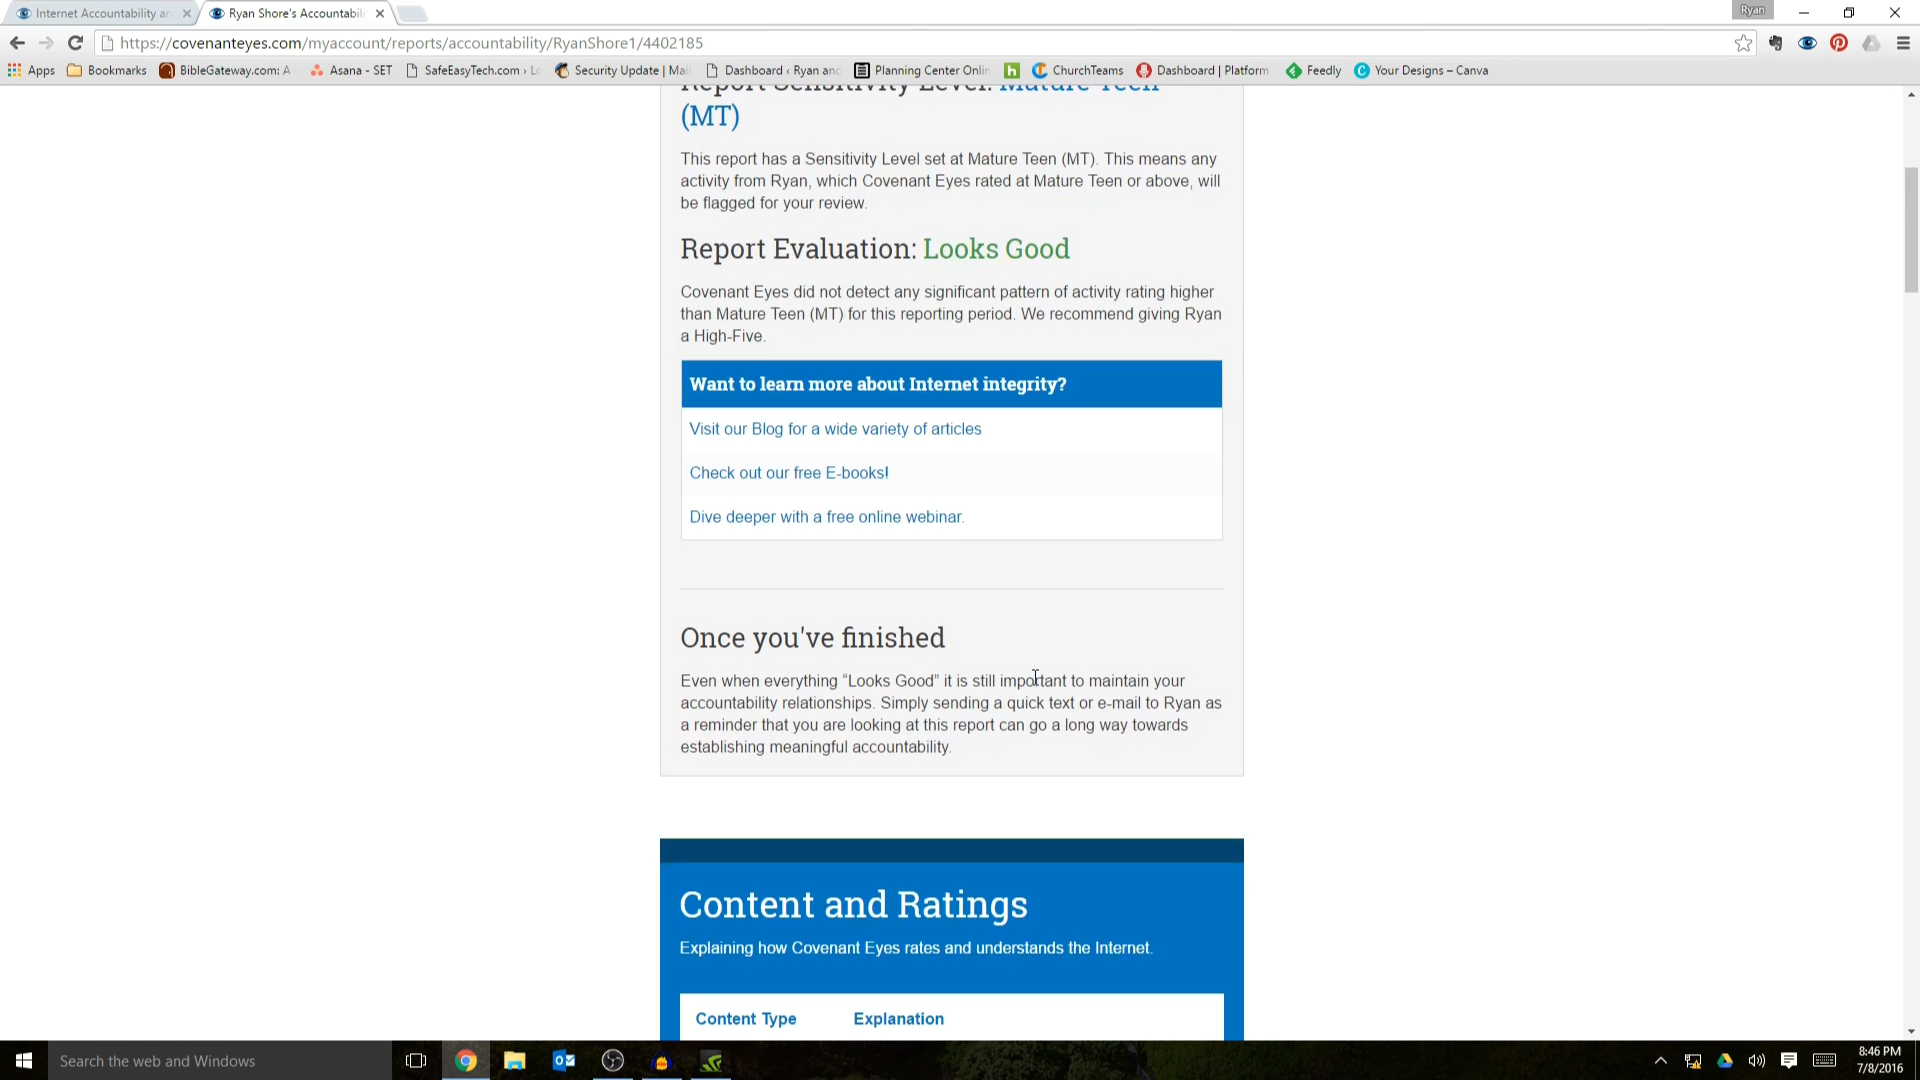 Internet Accountability an
Ryan Shore's Accountabil
Ryan
https://covenanteyes.com/myaccount/reports/accountability/RyanShore1/4402185
Apps
Bookmarks
BibleGateway.com: A
Asana - SET
SafeEasyTech.com › Lo
Security Update | Mai
Dashboard ‹ Ryan and
Planning Center Onlin
ChurchTeams
Dashboard | Platform
Feedly
Your Designs – Canva
Report Sensitivity Level: Mature Teen
(MT)
This report has a Sensitivity Level set at Mature Teen (MT). This means any
activity from Ryan, which Covenant Eyes rated at Mature Teen or above, will
be flagged for your review.
Report Evaluation: Looks Good
Covenant Eyes did not detect any significant pattern of activity rating higher
than Mature Teen (MT) for this reporting period. We recommend giving Ryan
a High-Five.
Want to learn more about Internet integrity?
Visit our Blog for a wide variety of articles
Check out our free E-books!
Dive deeper with a free online webinar.
Once you've finished
Even when everything “Looks Good” it is still important to maintain your
accountability relationships. Simply sending a quick text or e-mail to Ryan as
a reminder that you are looking at this report can go a long way towards
establishing meaningful accountability.
Content and Ratings
Explaining how Covenant Eyes rates and understands the Internet.
Content Type
Explanation
Search the web and Windows
8:46 PM
7/8/2016